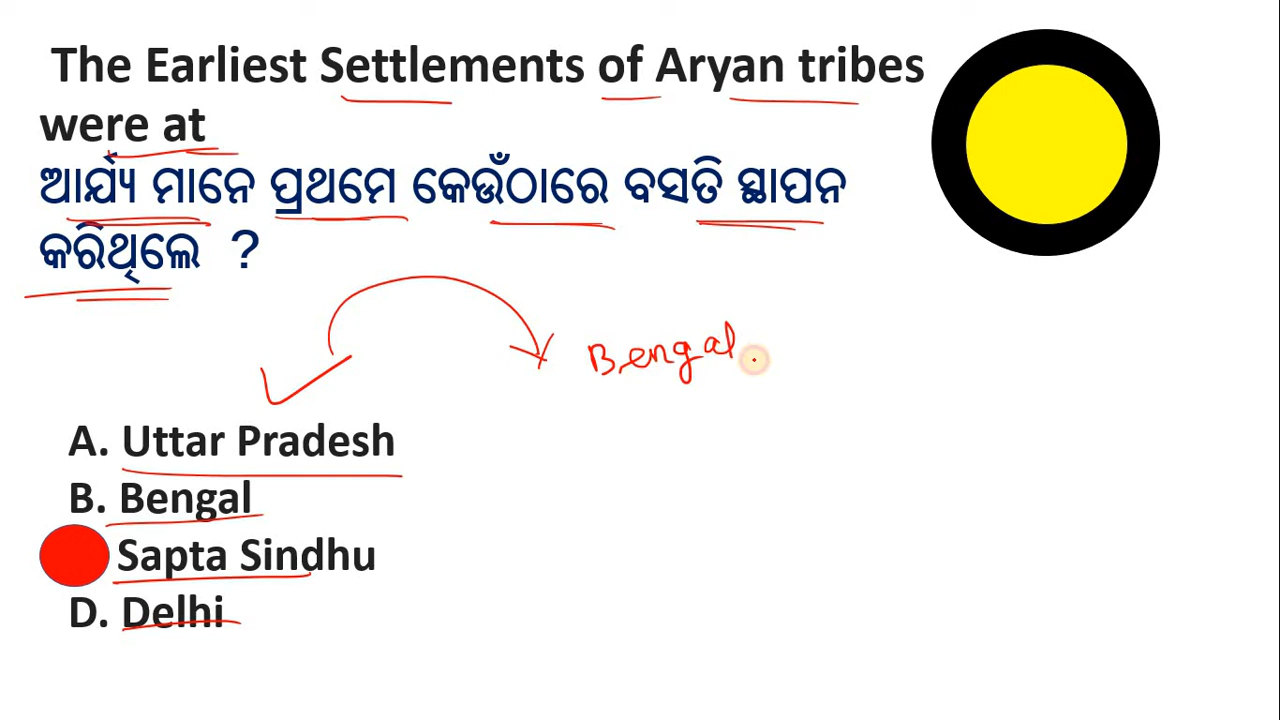 The Earliest Settlements of Aryan tribes
were at
ଆର୍ଯ୍ୟ ମାନେ ପ୍ରଥମେ କେଉଁଠାରେ ବସତି ସ୍ଥାପନ
କରିଥିଲେ ?
Bengal
A. Uttar Pradesh
B. Bengal
Sapta Sindhu
D. Delhi